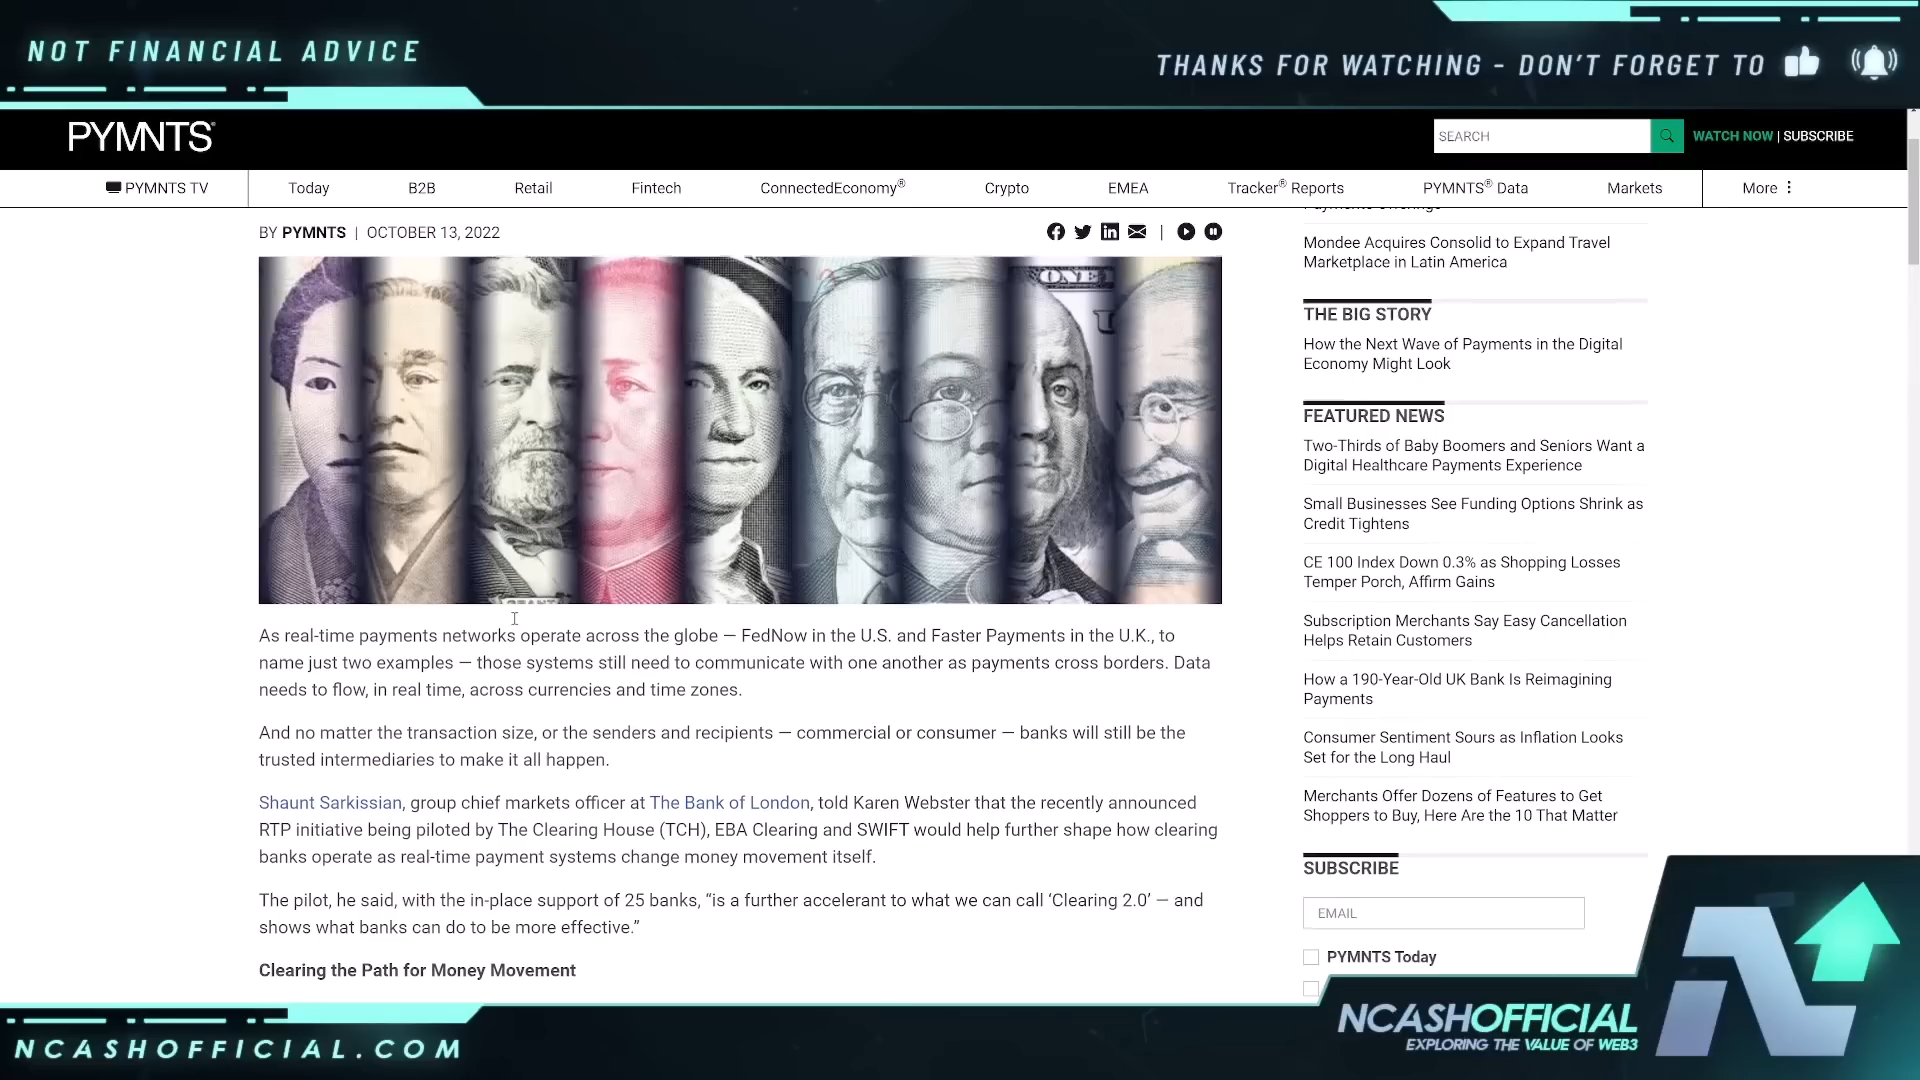 NOT FINANCIAL ADVICE
THANKS FOR WATCHING - DON'T FORGET TO
PYMNTS
SEARCH
WATCH NOW | SUBSCRIBE
PYMNTS TV
Today
B2B
Retail
Fintech
ConnectedEconomy®
Crypto
EMEA
Tracker® Reports
PYMNTS® Data
Markets
More
BY PYMNTS | OCTOBER 13, 2022
ONE
As real-time payments networks operate across the globe — FedNow in the U.S. and Faster Payments in the U.K., to
name just two examples — those systems still need to communicate with one another as payments cross borders. Data
needs to flow, in real time, across currencies and time zones.
And no matter the transaction size, or the senders and recipients — commercial or consumer — banks will still be the
trusted intermediaries to make it all happen.
Shaunt Sarkissian, group chief markets officer at The Bank of London, told Karen Webster that the recently announced
RTP initiative being piloted by The Clearing House (TCH), EBA Clearing and SWIFT would help further shape how clearing
banks operate as real-time payment systems change money movement itself.
The pilot, he said, with the in-place support of 25 banks, “is a further accelerant to what we can call ‘Clearing 2.0’ — and
shows what banks can do to be more effective.”
Clearing the Path for Money Movement
Mondee Acquires Consolid to Expand Travel
Marketplace in Latin America
THE BIG STORY
How the Next Wave of Payments in the Digital
Economy Might Look
FEATURED NEWS
Two-Thirds of Baby Boomers and Seniors Want a
Digital Healthcare Payments Experience
Small Businesses See Funding Options Shrink as
Credit Tightens
CE 100 Index Down 0.3% as Shopping Losses
Temper Porch, Affirm Gains
Subscription Merchants Say Easy Cancellation
Helps Retain Customers
How a 190-Year-Old UK Bank Is Reimagining
Payments
Consumer Sentiment Sours as Inflation Looks
Set for the Long Haul
Merchants Offer Dozens of Features to Get
Shoppers to Buy, Here Are the 10 That Matter
SUBSCRIBE
EMAIL
PYMNTS Today
NCASHOFFICIAL
EXPLORING THE VALUE OF WEB3
NCASHOFFICIAL.COM